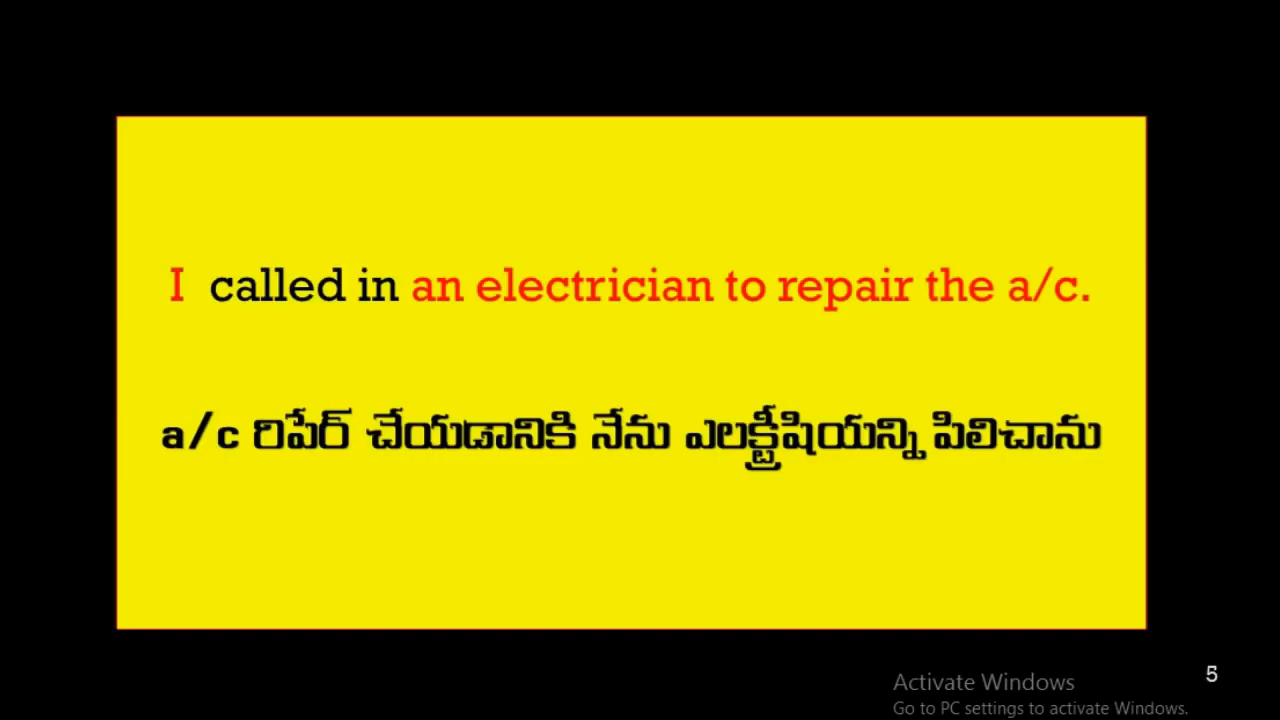 I called in an electrician to repair the a/c.
a/c రిపేర్ చేయడానికి నేను ఎలక్ట్రీషియన్ని పిలిచాను
5
Activate Windows
Go to PC settings to activate Windows.